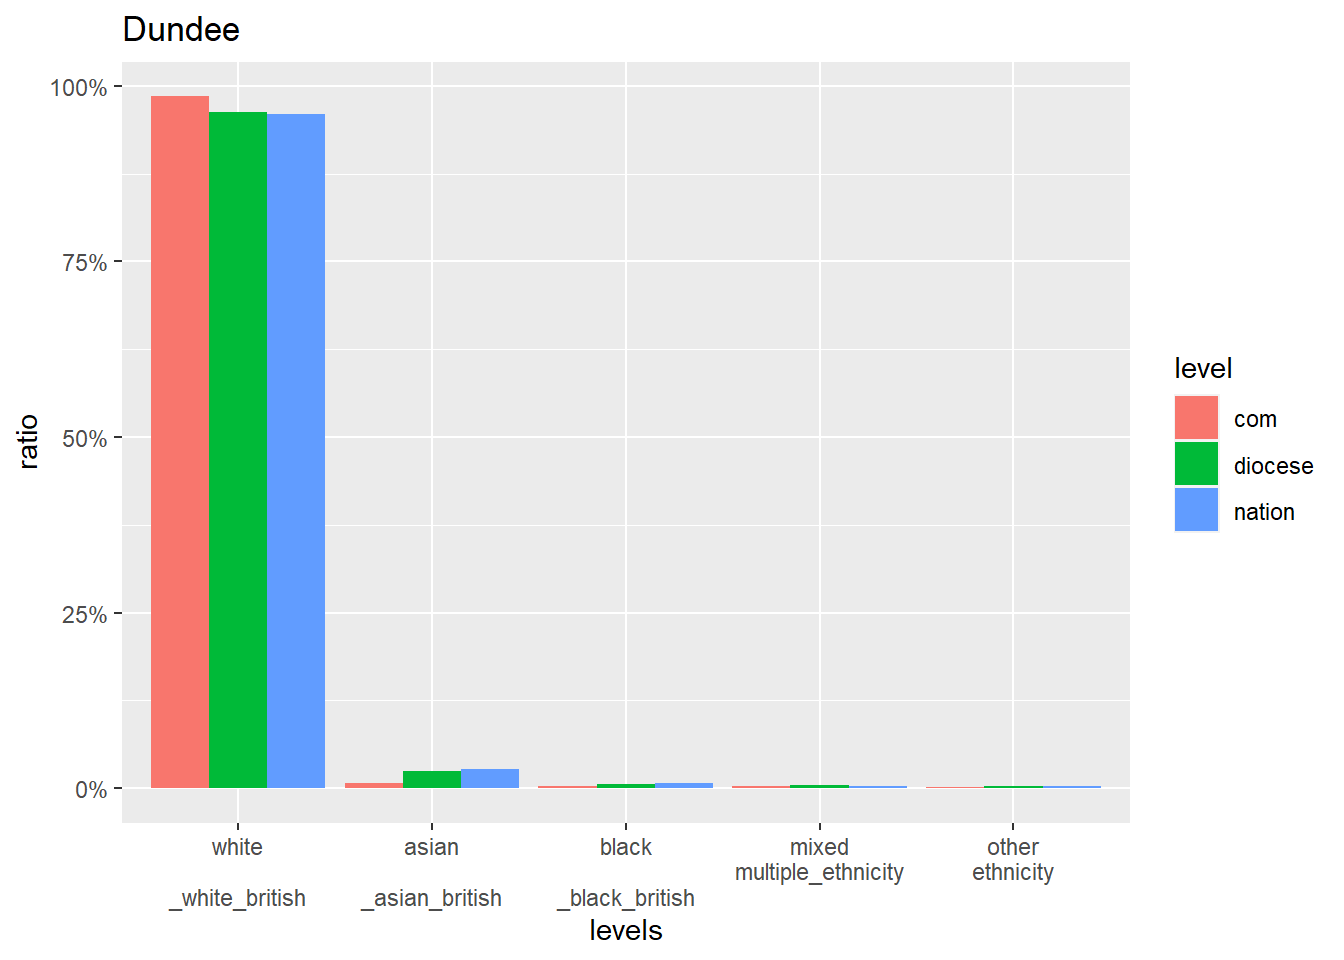 Dundee
100%
75%
50%
25%
0%
ratio
white
_white_british
asian
_asian_british
black
_black_british
mixed
multiple_ethnicity
other
ethnicity
levels
level
com
diocese
nation